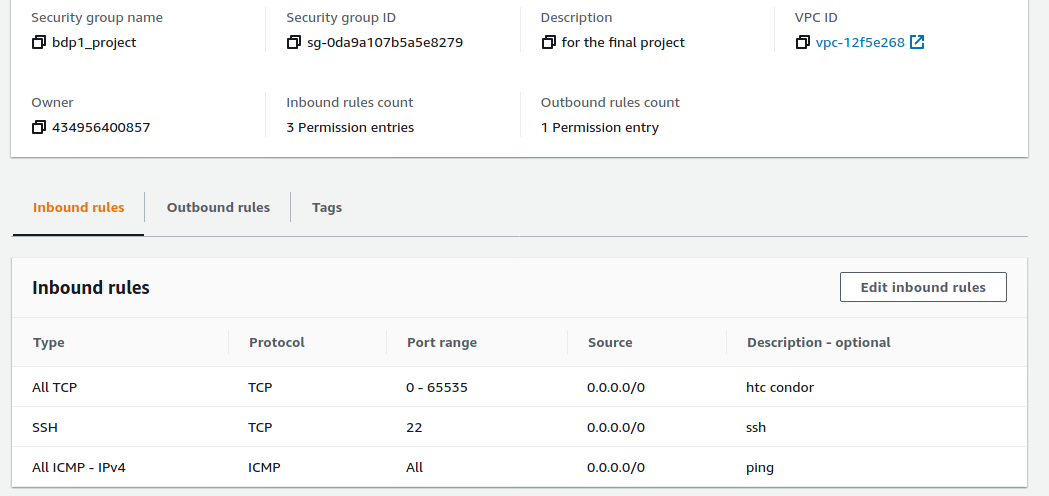 Security group name Security group ID Description VPC ID
bdp1_project sg-0da9a107b5a5e8279 for the final project vpc-12f5e268
Owner Inbound rules count Outbound rules count
434956400857 3 Permission entries 1 Permission entry
Inbound rules Outbound rules Tags
Inbound rules Edit inbound rules
Type Protocol Port range Source Description - optional
All TCP TCP 0 - 65535 0.0.0.0/0 htc condor
SSH TCP 22 0.0.0.0/0 ssh
All ICMP - IPv4 ICMP All 0.0.0.0/0 ping